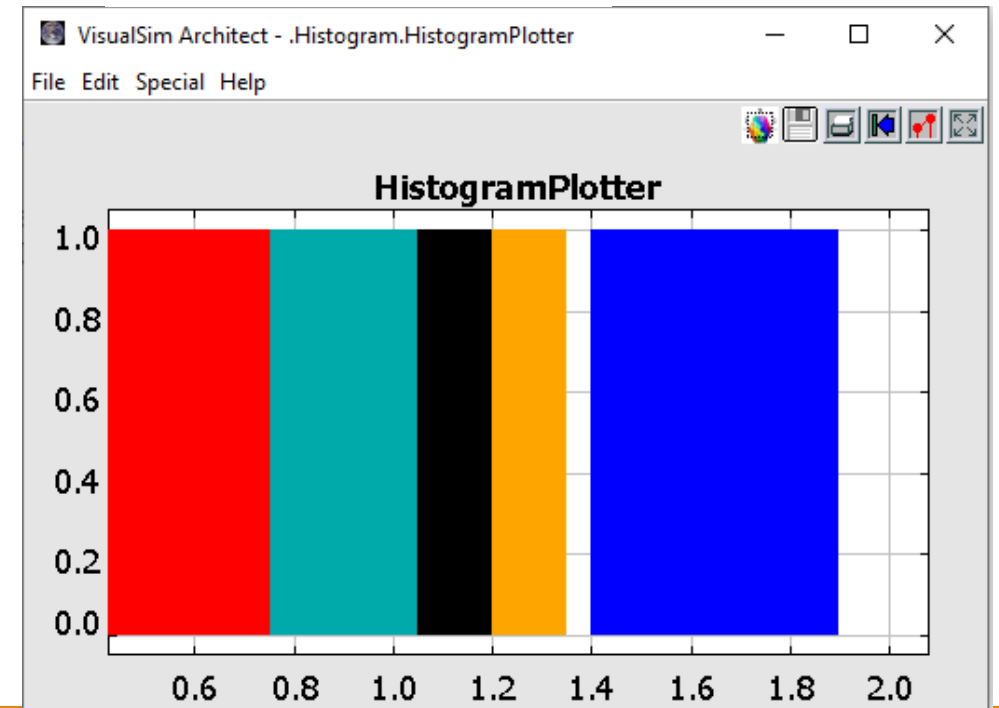 VisualSim Architect - .Histogram.HistogramPlotter
File Edit Special Help
HistogramPlotter
1.0
0.8
0.6
0.4
0.2
0.0
0.6 0.8 1.0 1.2 1.4 1.6 1.8 2.0